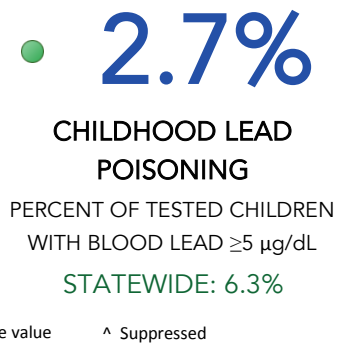 2.7%
CHILDHOOD LEAD
POISONING
PERCENT OF TESTED CHILDREN
WITH BLOOD LEAD ≥5 µg/dL
STATEWIDE: 6.3%
e value ^ Suppressed